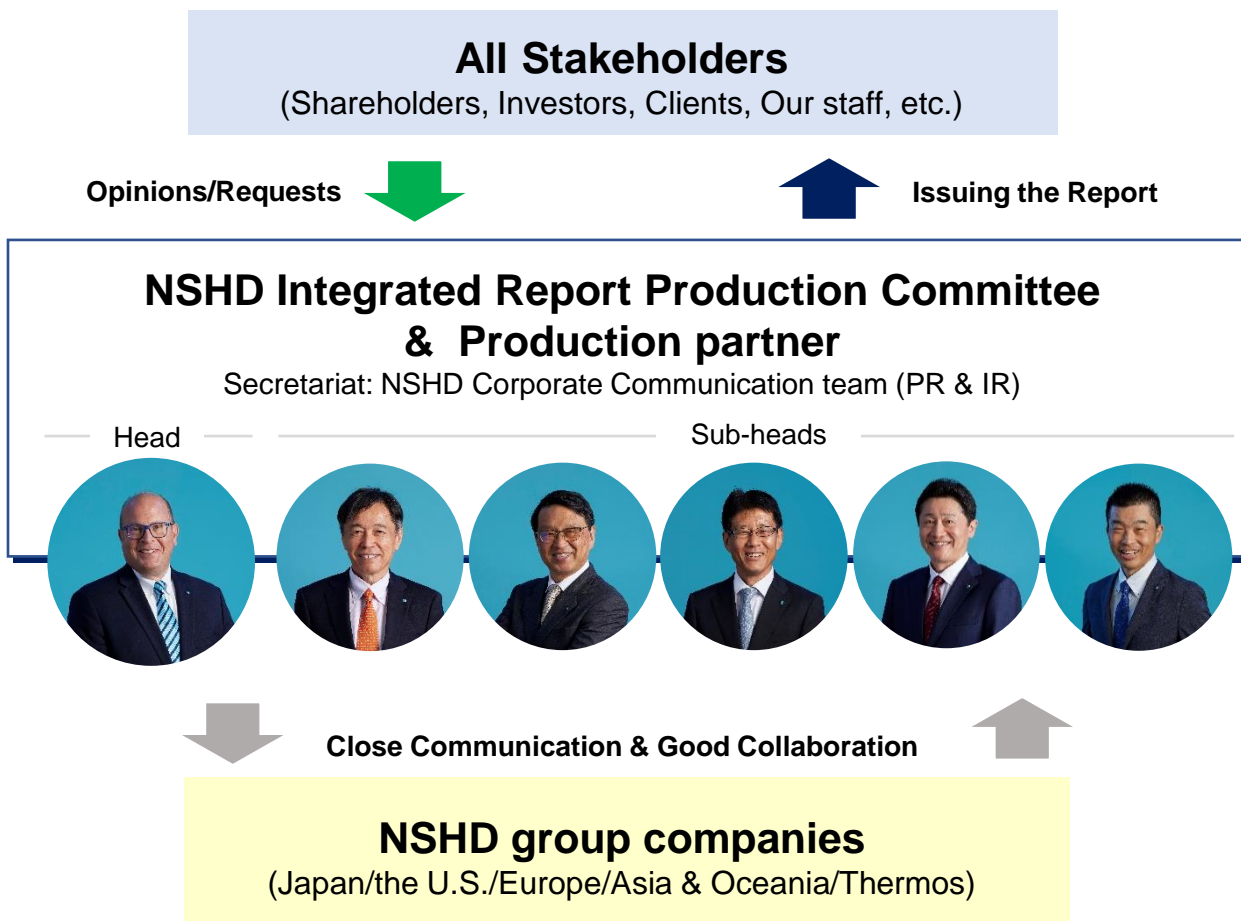 All Stakeholders
(Shareholders, Investors, Clients, Our staff, etc.)
Opinions/Requests
Issuing the Report
NSHD Integrated Report Production Committee
& Production partner
Secretariat: NSHD Corporate Communication team (PR & IR)
Head
Sub-heads
Close Communication & Good Collaboration
NSHD group companies
(Japan/the U.S./Europe/Asia & Oceania/Thermos)